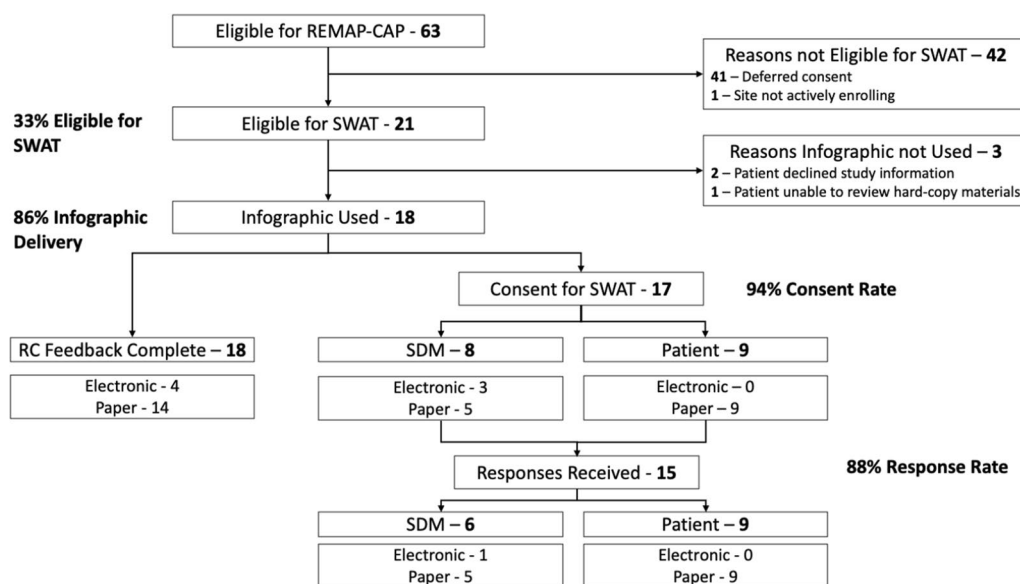 Eligible for REMAP-CAP - 63
Reasons not Eligible for SWAT – 42
41 – Deferred consent
1 – Site not actively enrolling
33% Eligible for
SWAT
Eligible for SWAT - 21
Reasons Infographic not Used – 3
2 – Patient declined study information
1 – Patient unable to review hard-copy materials
86% Infographic
Delivery
Infographic Used - 18
Consent for SWAT - 17
94% Consent Rate
RC Feedback Complete – 18
SDM – 8
Patient – 9
Electronic - 4
Paper - 14
Electronic - 3
Paper - 5
Electronic – 0
Paper – 9
Responses Received - 15
88% Response Rate
SDM – 6
Patient – 9
Electronic - 1
Paper - 5
Electronic - 0
Paper - 9